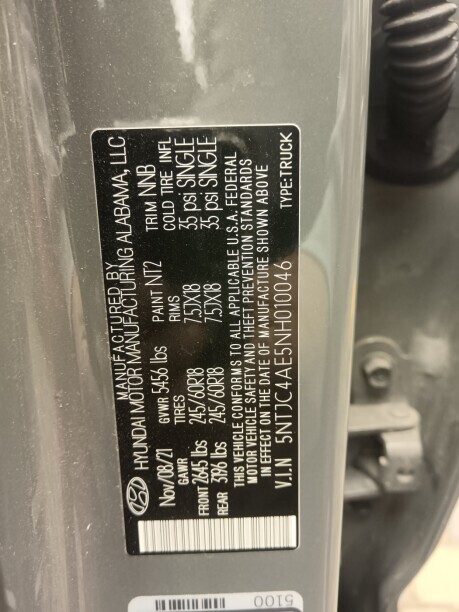 MANUFACTURED BY
HYUNDAI MOTOR MANUFACTURING ALABAMA, LLC
Nov/08/21 GVWR 5456 lbs PAINT NT2 TRIM NNB
GAWR TIRES RIMS COLD TIRE INFL
FRONT 2645 lbs 245/60R18 7.5JX18 35 psi SINGLE
REAR 3196 lbs 245/60R18 7.5JX18 35 psi SINGLE
THIS VEHICLE CONFORMS TO ALL APPLICABLE U.S.A. FEDERAL
MOTOR VEHICLE SAFETY AND THEFT PREVENTION STANDARDS
IN EFFECT ON THE DATE OF MANUFACTURE SHOWN ABOVE
V.I.N 5NTJC4AE5NH010046 TYPE:TRUCK
5100